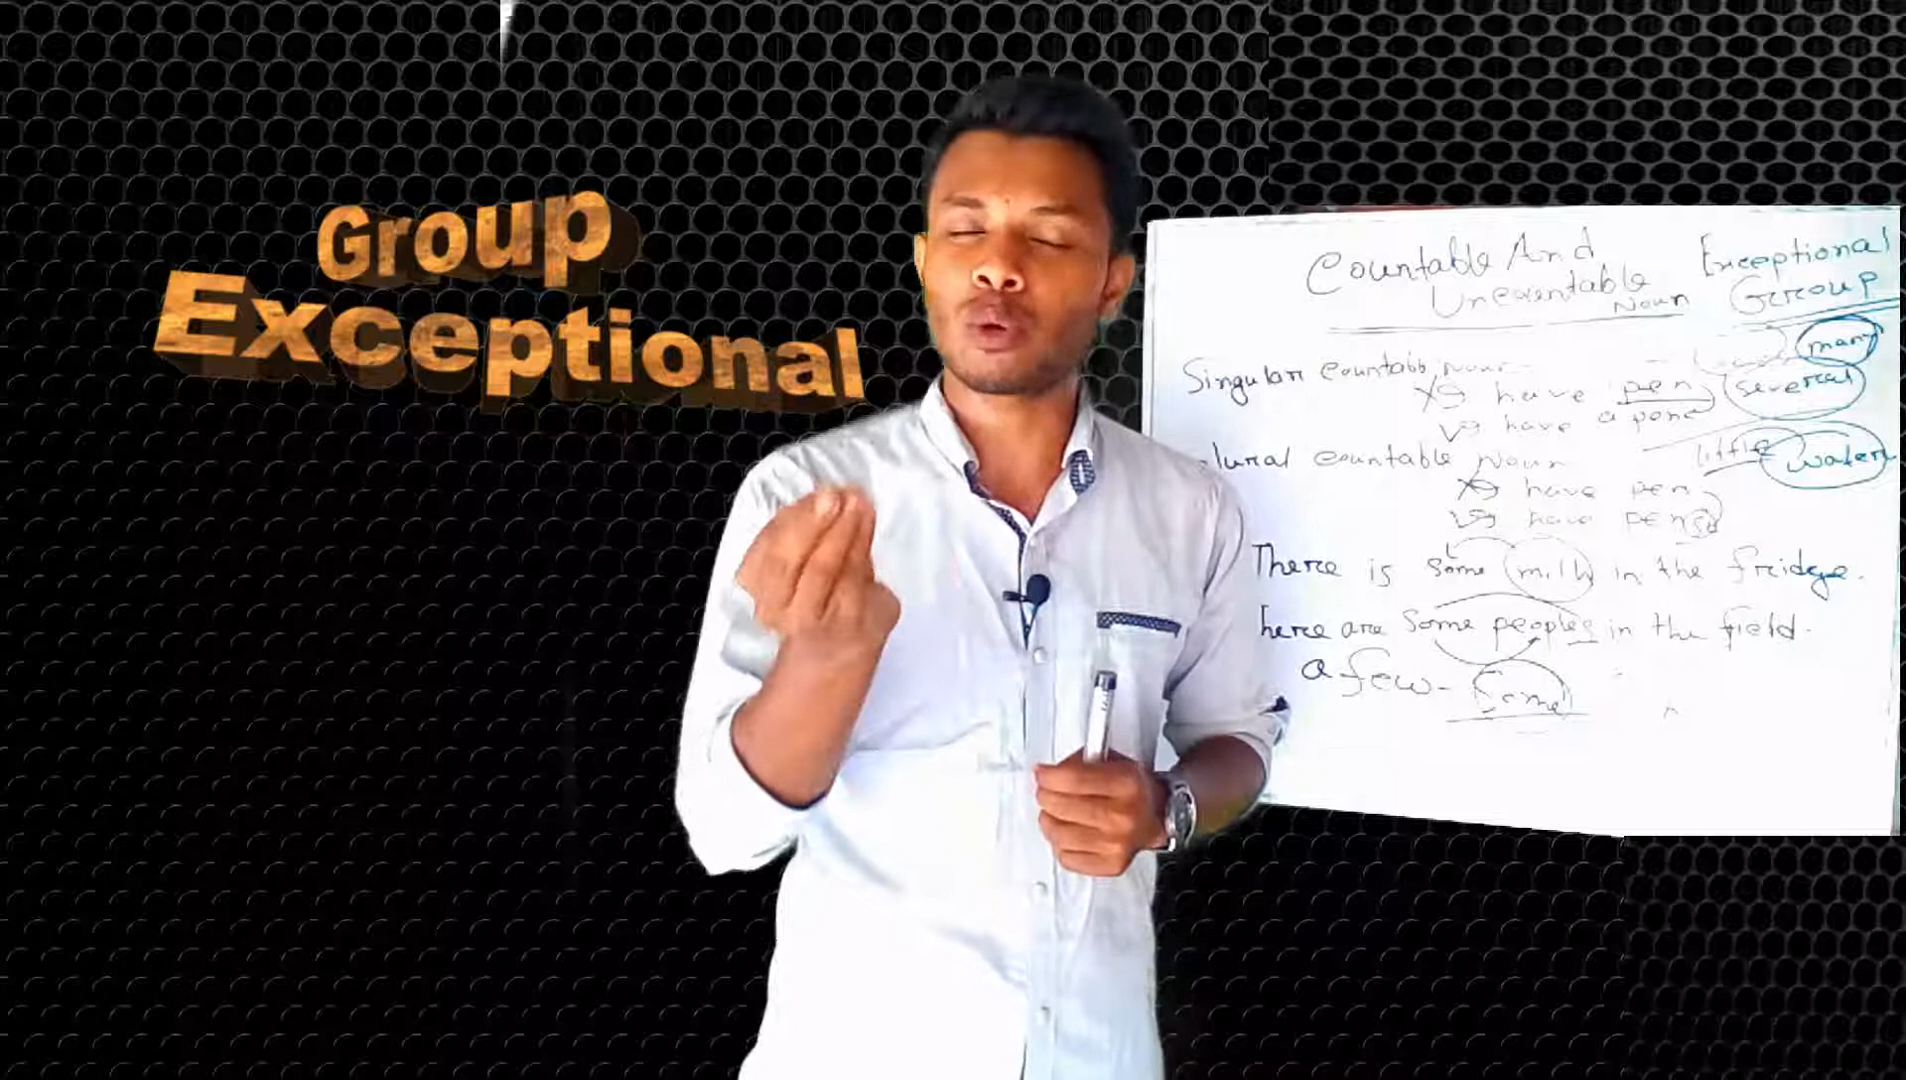 Group
Exceptional
Countable And
Uncountable
Noun
Exceptional
Group
many
Singular countable noun
have pen
several
have a pen
plural countable noun
little water
have pen
have pens
There is some milk in the fridge.
here are some peoples in the field.
a few - Some